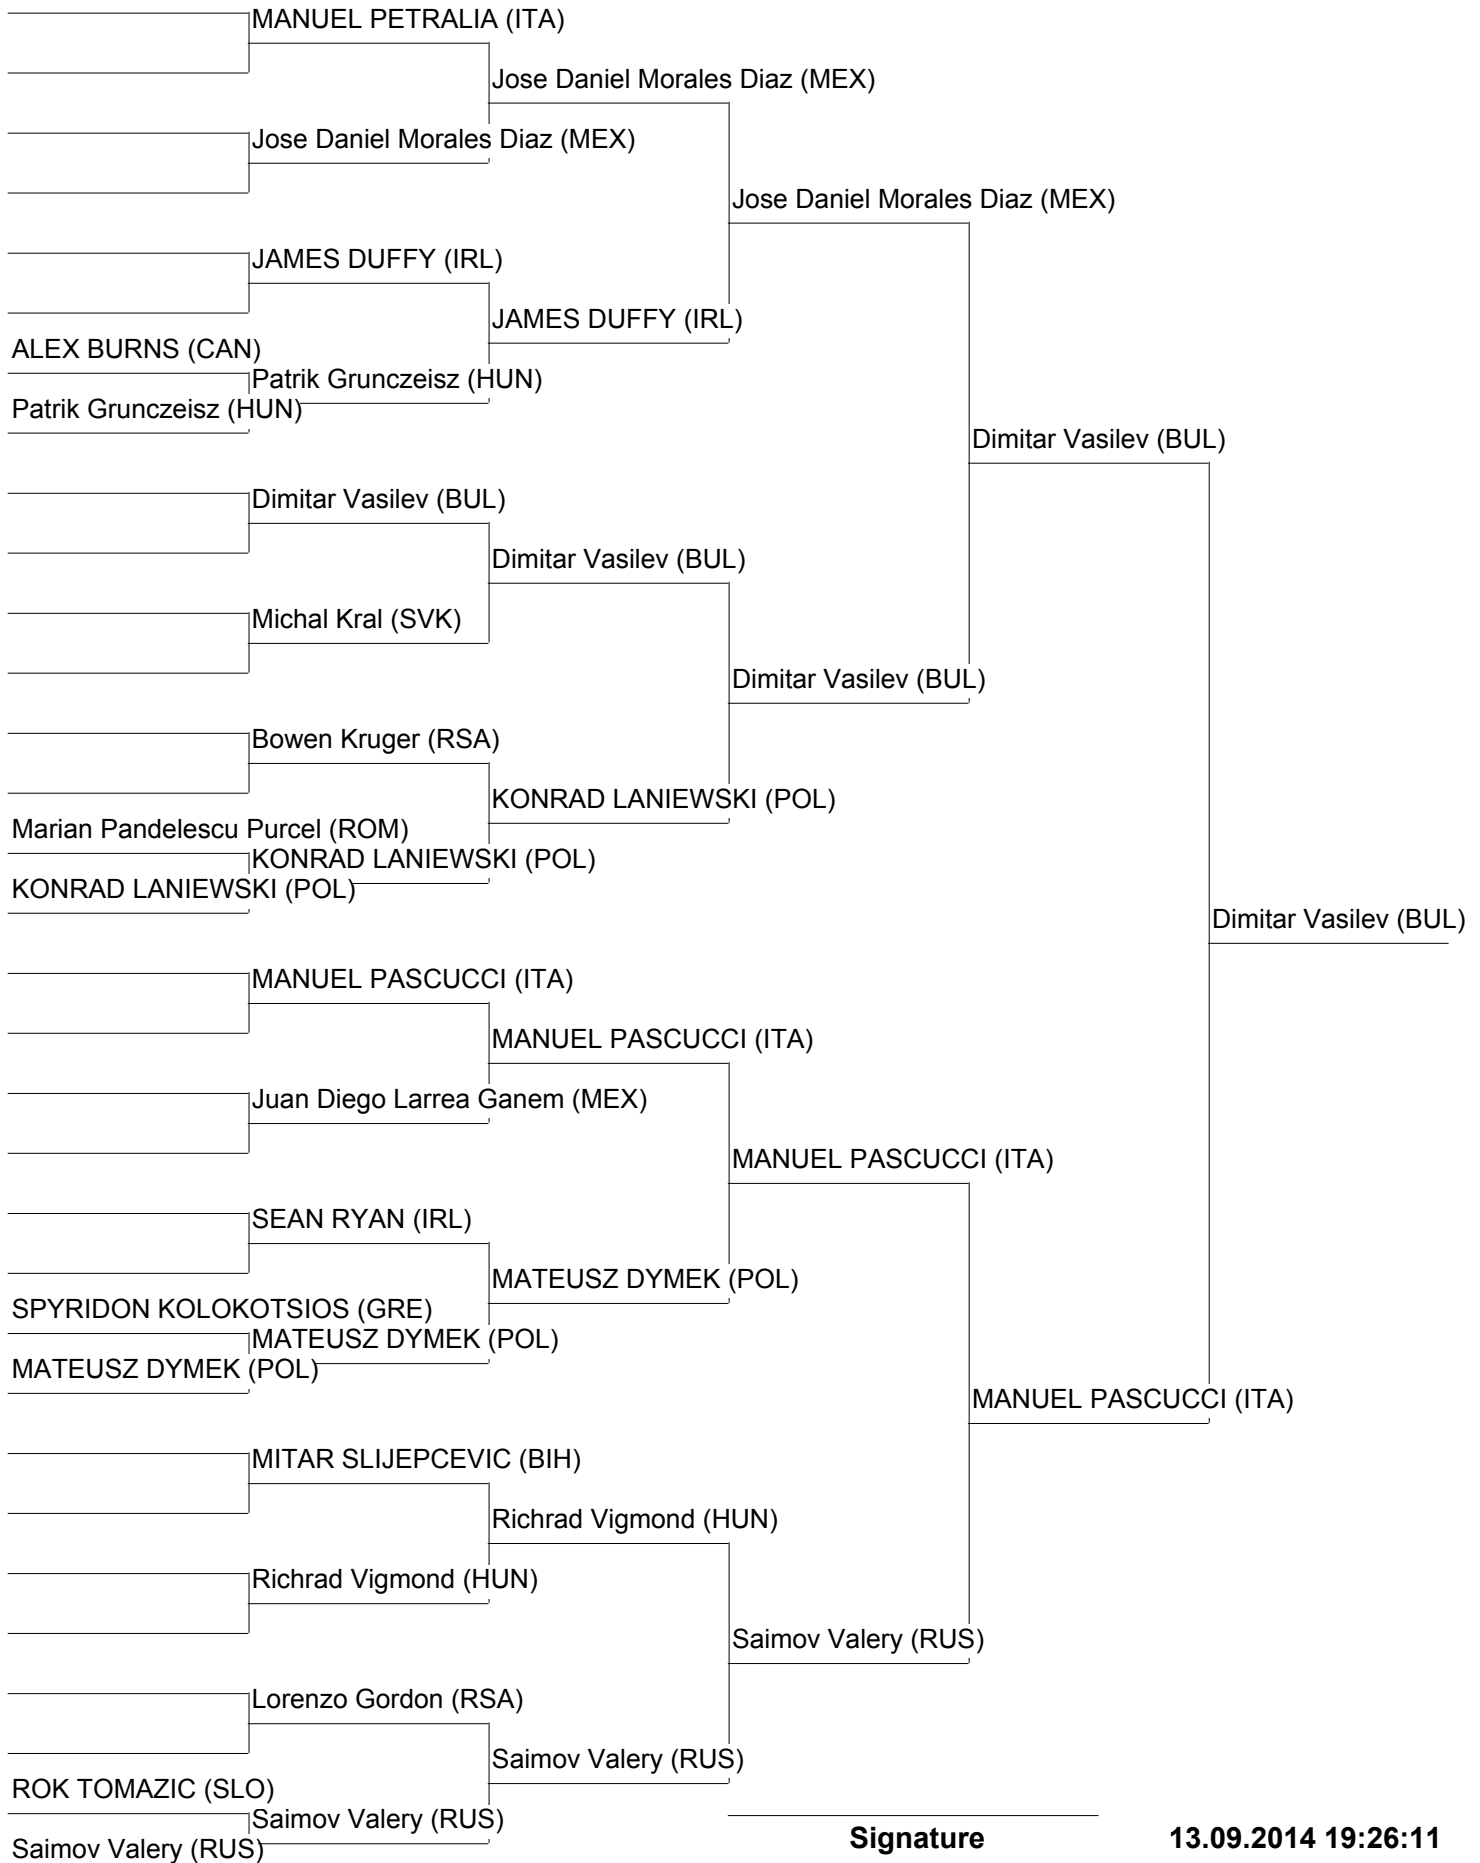 MANUEL PETRALIA (ITA)
Jose Daniel Morales Diaz (MEX)
Jose Daniel Morales Diaz (MEX)
Jose Daniel Morales Diaz (MEX)
JAMES DUFFY (IRL)
JAMES DUFFY (IRL)
ALEX BURNS (CAN)
Patrik Grunczeisz (HUN)
Patrik Grunczeisz (HUN)
Dimitar Vasilev (BUL)
Dimitar Vasilev (BUL)
Dimitar Vasilev (BUL)
Michal Kral (SVK)
Dimitar Vasilev (BUL)
Bowen Kruger (RSA)
KONRAD LANIEWSKI (POL)
Marian Pandelescu Purcel (ROM)
KONRAD LANIEWSKI (POL)
KONRAD LANIEWSKI (POL)
Dimitar Vasilev (BUL)
MANUEL PASCUCCI (ITA)
MANUEL PASCUCCI (ITA)
Juan Diego Larrea Ganem (MEX)
MANUEL PASCUCCI (ITA)
SEAN RYAN (IRL)
MATEUSZ DYMEK (POL)
SPYRIDON KOLOKOTSIOS (GRE)
MATEUSZ DYMEK (POL)
MATEUSZ DYMEK (POL)
MANUEL PASCUCCI (ITA)
MITAR SLIJEPCEVIC (BIH)
Richrad Vigmond (HUN)
Richrad Vigmond (HUN)
Saimov Valery (RUS)
Lorenzo Gordon (RSA)
Saimov Valery (RUS)
ROK TOMAZIC (SLO)
Saimov Valery (RUS)
Saimov Valery (RUS)
Signature
13.09.2014 19:26:11